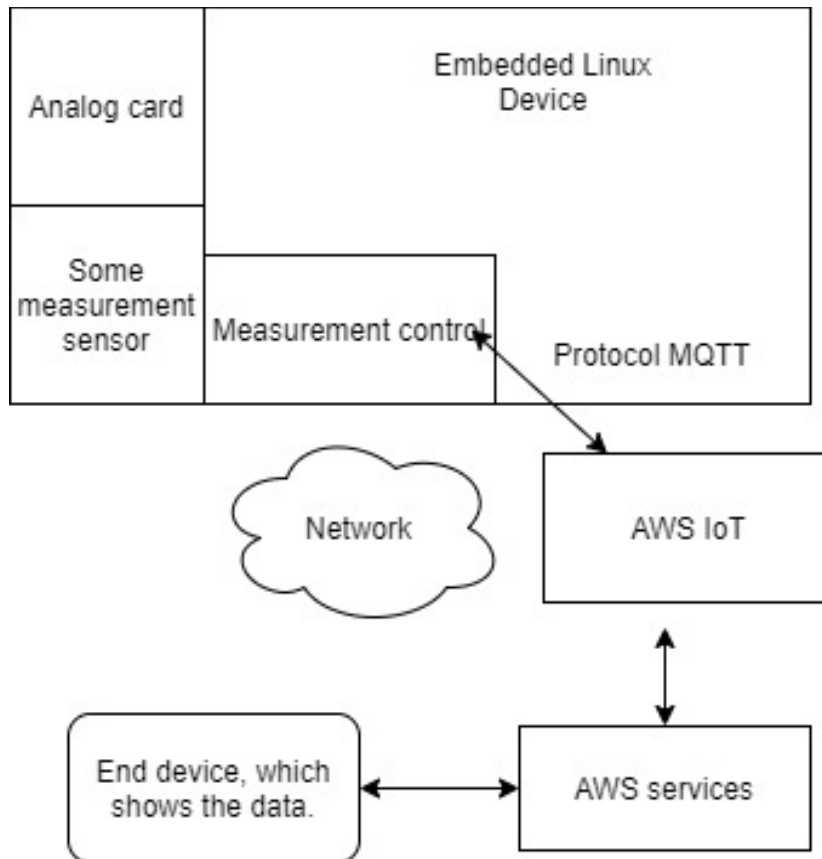 Embedded Linux
Device
Analog card
Some
measurement
sensor
Measurement control
Protocol MQTT
Network
AWS IoT
End device, which
shows the data.
AWS services